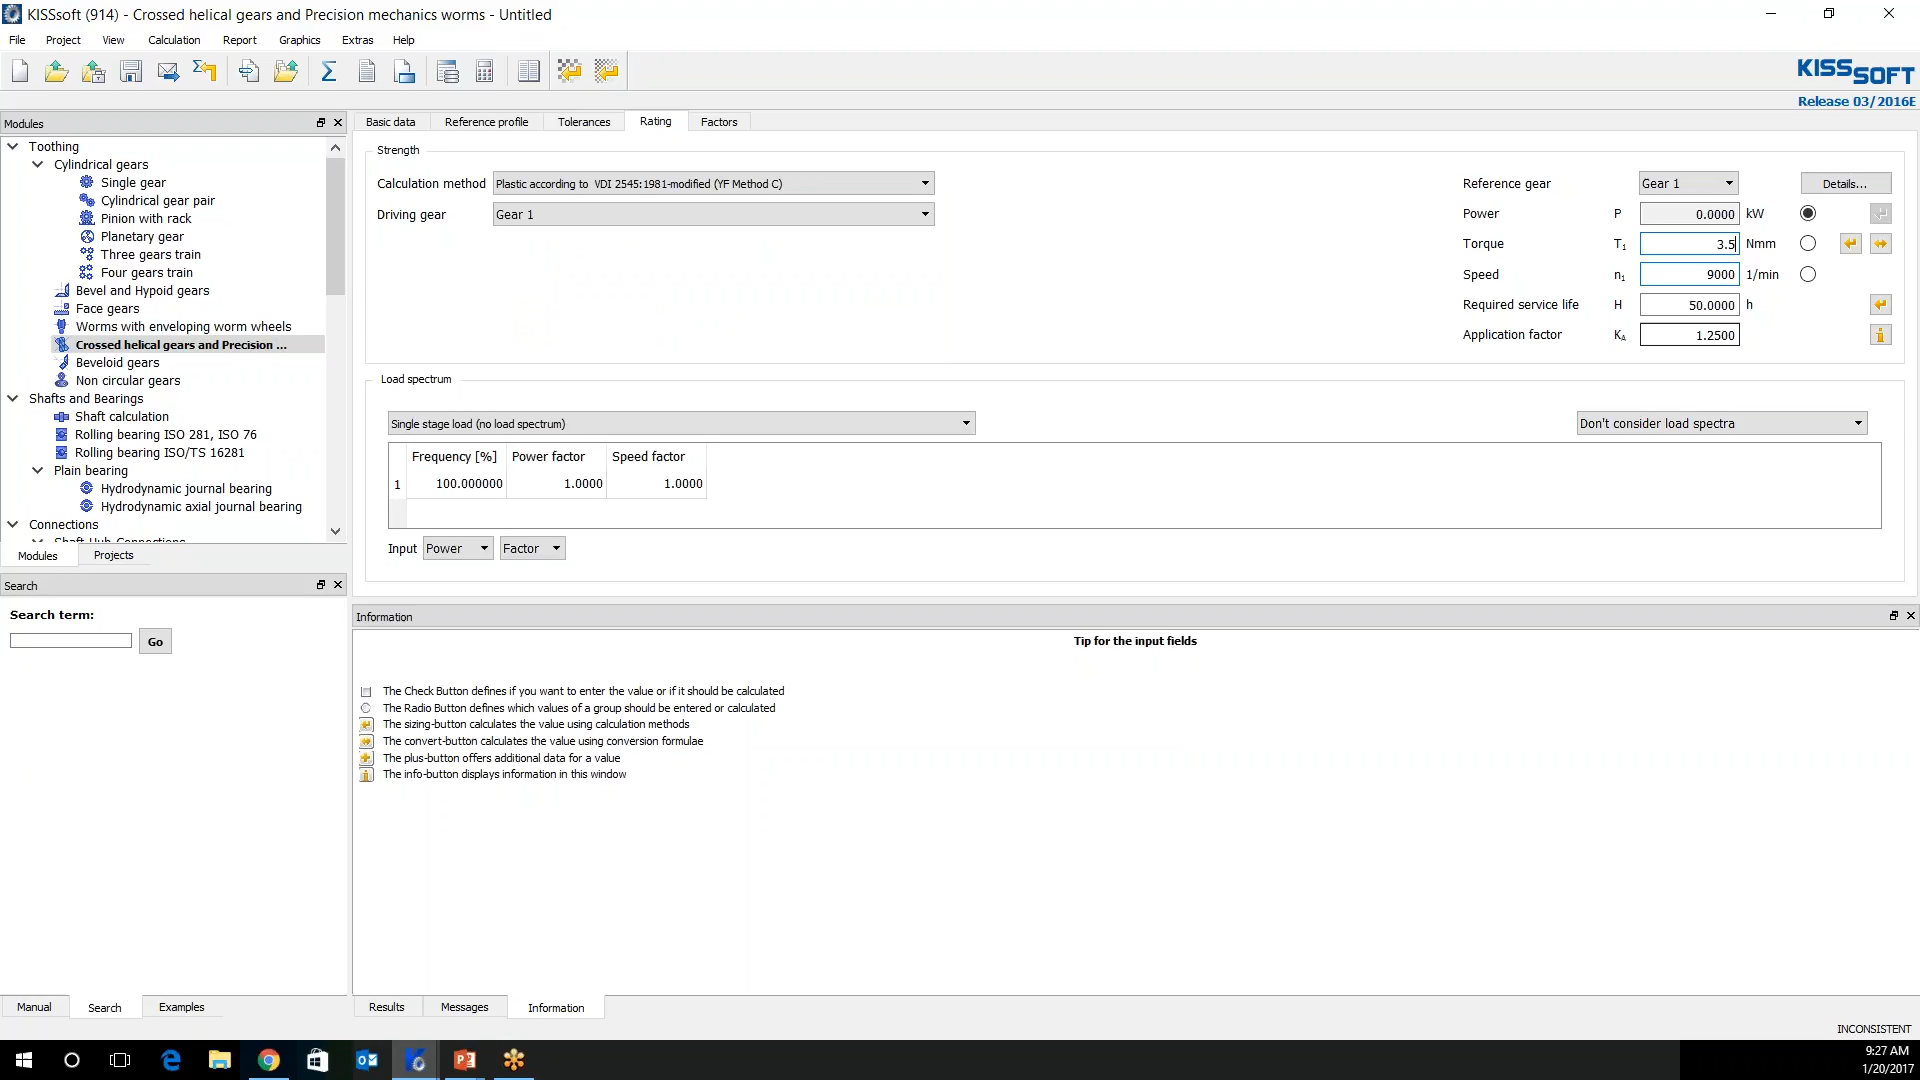 KISSsoft (914) - Crossed helical gears and Precision mechanics worms - Untitled
File Project View Calculation Report Graphics Extras Help
KISSSOFT
Release 03/2016E
Modules
Toothing
Cylindrical gears
Single gear
Cylindrical gear pair
Pinion with rack
Planetary gear
Three gears train
Four gears train
Bevel and Hypoid gears
Face gears
Worms with enveloping worm wheels
Crossed helical gears and Precision ...
Beveloid gears
Non circular gears
Shafts and Bearings
Shaft calculation
Rolling bearing ISO 281, ISO 76
Rolling bearing ISO/TS 16281
Plain bearing
Hydrodynamic journal bearing
Hydrodynamic axial journal bearing
Connections
Shaft-Hub-Connections
Modules Projects
Search
Search term:
Go
Manual Search Examples
Basic data Reference profile Tolerances Rating Factors
Strength
Calculation method Plastic according to VDI 2545:1981-modified (YF Method C)
Driving gear Gear 1
Reference gear Gear 1 Details...
Power P 0.0000 kW
Torque T1 3.5 Nmm
Speed n1 9000 1/min
Required service life H 50.0000 h
Application factor KA 1.2500
Load spectrum
Single stage load (no load spectrum) Don't consider load spectra
Frequency [%] Power factor Speed factor
1 100.000000 1.0000 1.0000
Input Power Factor
Information
Tip for the input fields
The Check Button defines if you want to enter the value or if it should be calculated
The Radio Button defines which values of a group should be entered or calculated
The sizing-button calculates the value using calculation methods
The convert-button calculates the value using conversion formulae
The plus-button offers additional data for a value
The info-button displays information in this window
Results Messages Information
INCONSISTENT
9:27 AM
1/20/2017